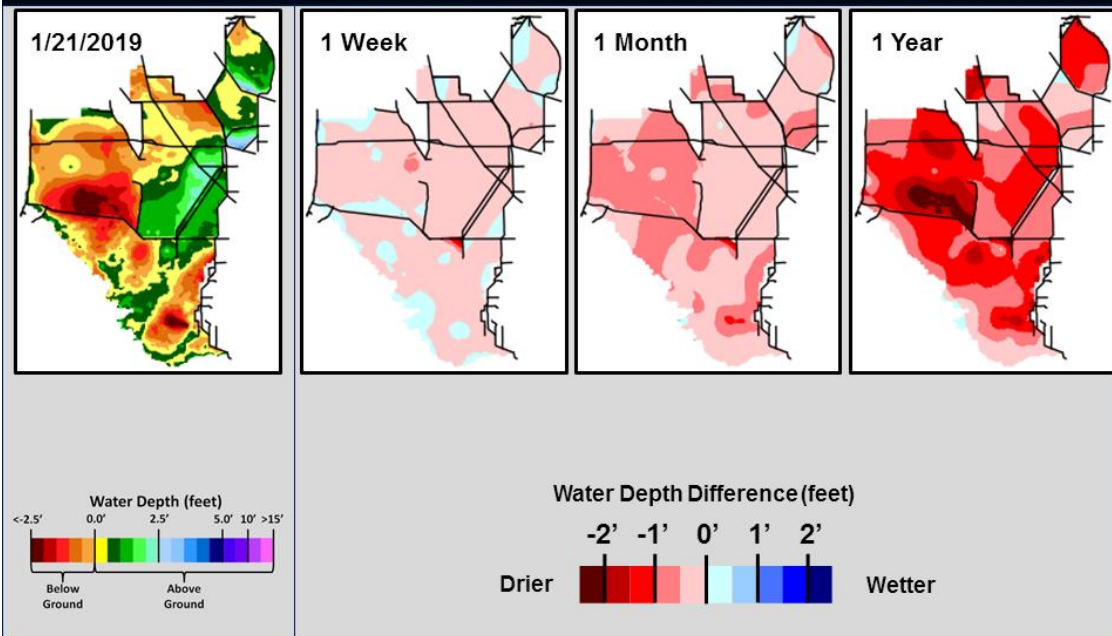 1/21/2019
1 Week
1 Month
1 Year
Water Depth (feet)
<-2.5' 0.0' 2.5' 5.0' 10' >15'
Below
Ground
Above
Ground
Water Depth Difference (feet)
-2’ -1’ 0’ 1’ 2’
Drier
Wetter